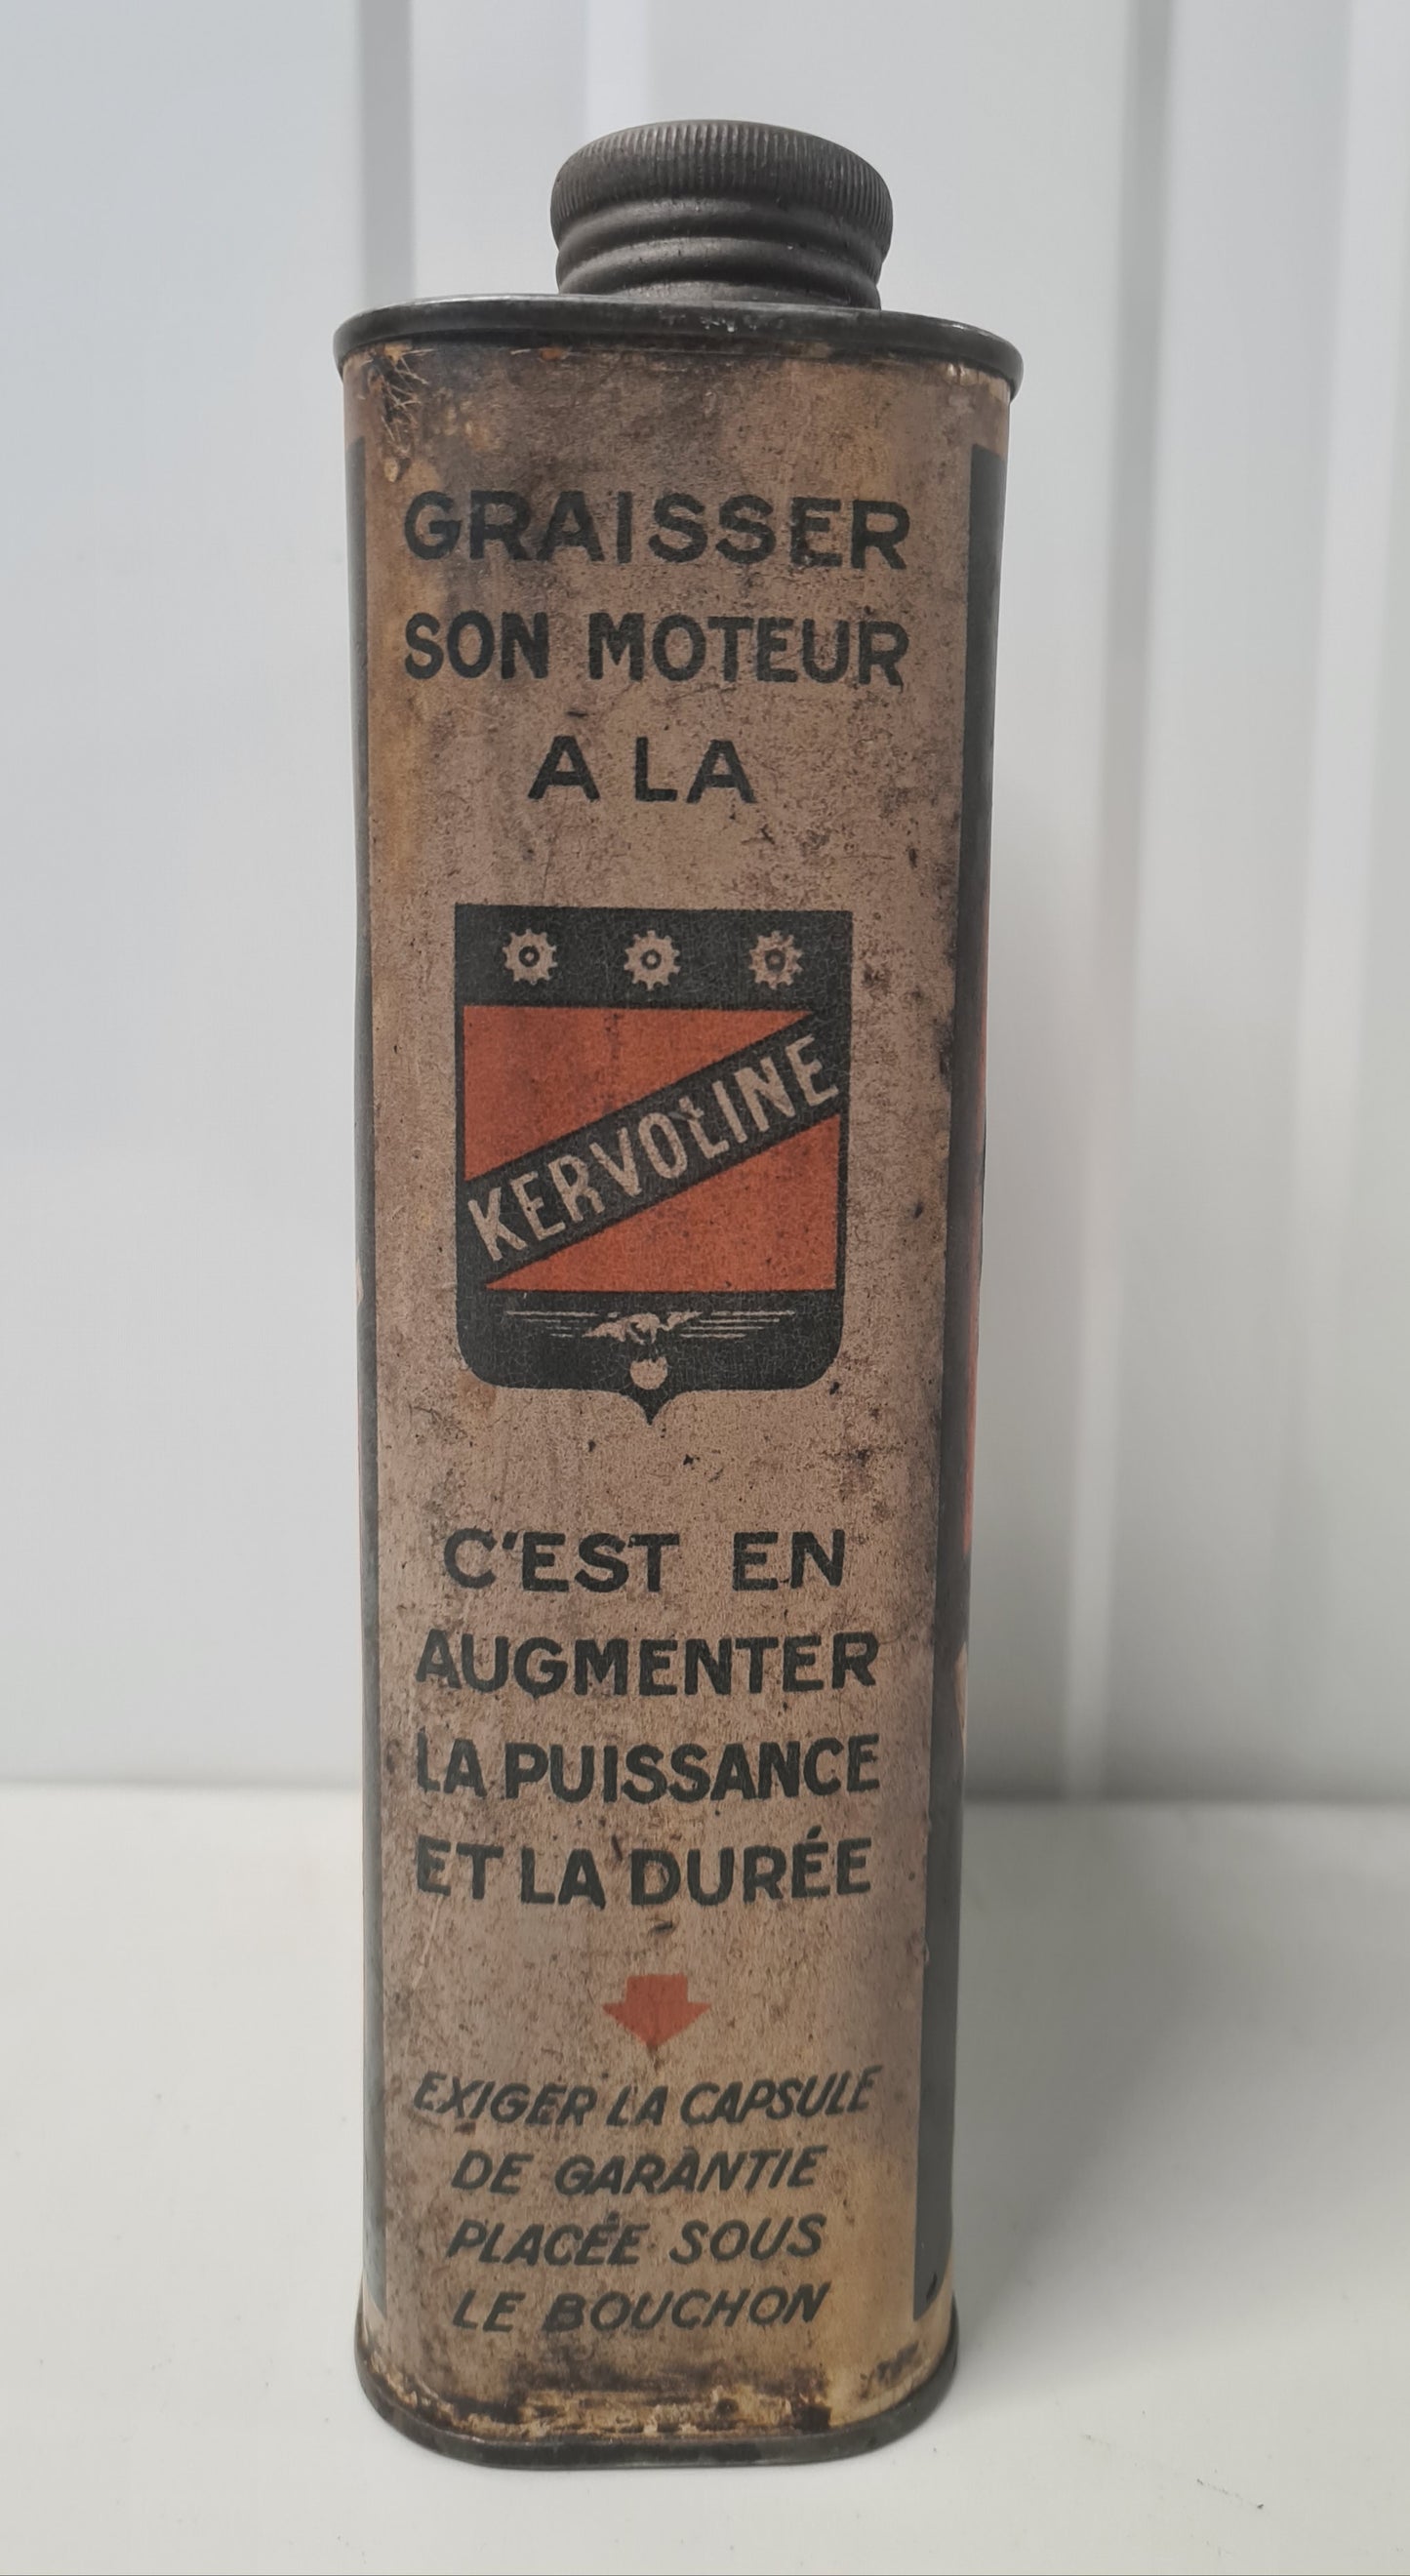 GRAISSER
SON MOTEUR
A LA
KERVOLINE
C'EST EN
AUGMENTER
LA PUISSANCE
ET LA DURÉE
EXIGER LA CAPSULE
DE GARANTIE
PLACÉE SOUS
LE BOUCHON